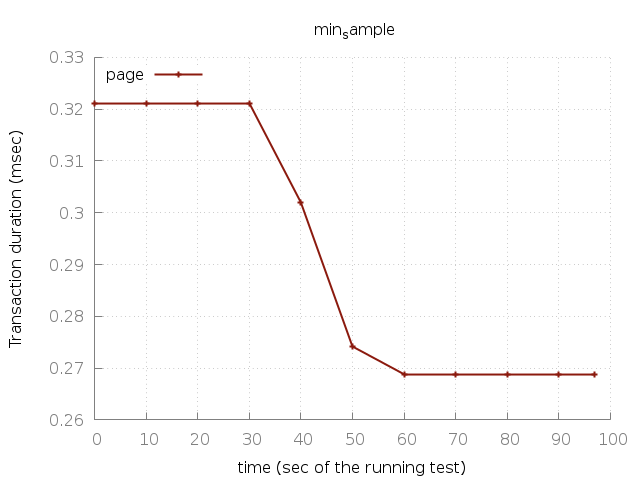 min_sample
page
0.33
0.32
0.31
0.3
0.29
0.28
0.27
0.26
Transaction duration (msec)
0 10 20 30 40 50 60 70 80 90 100
time (sec of the running test)